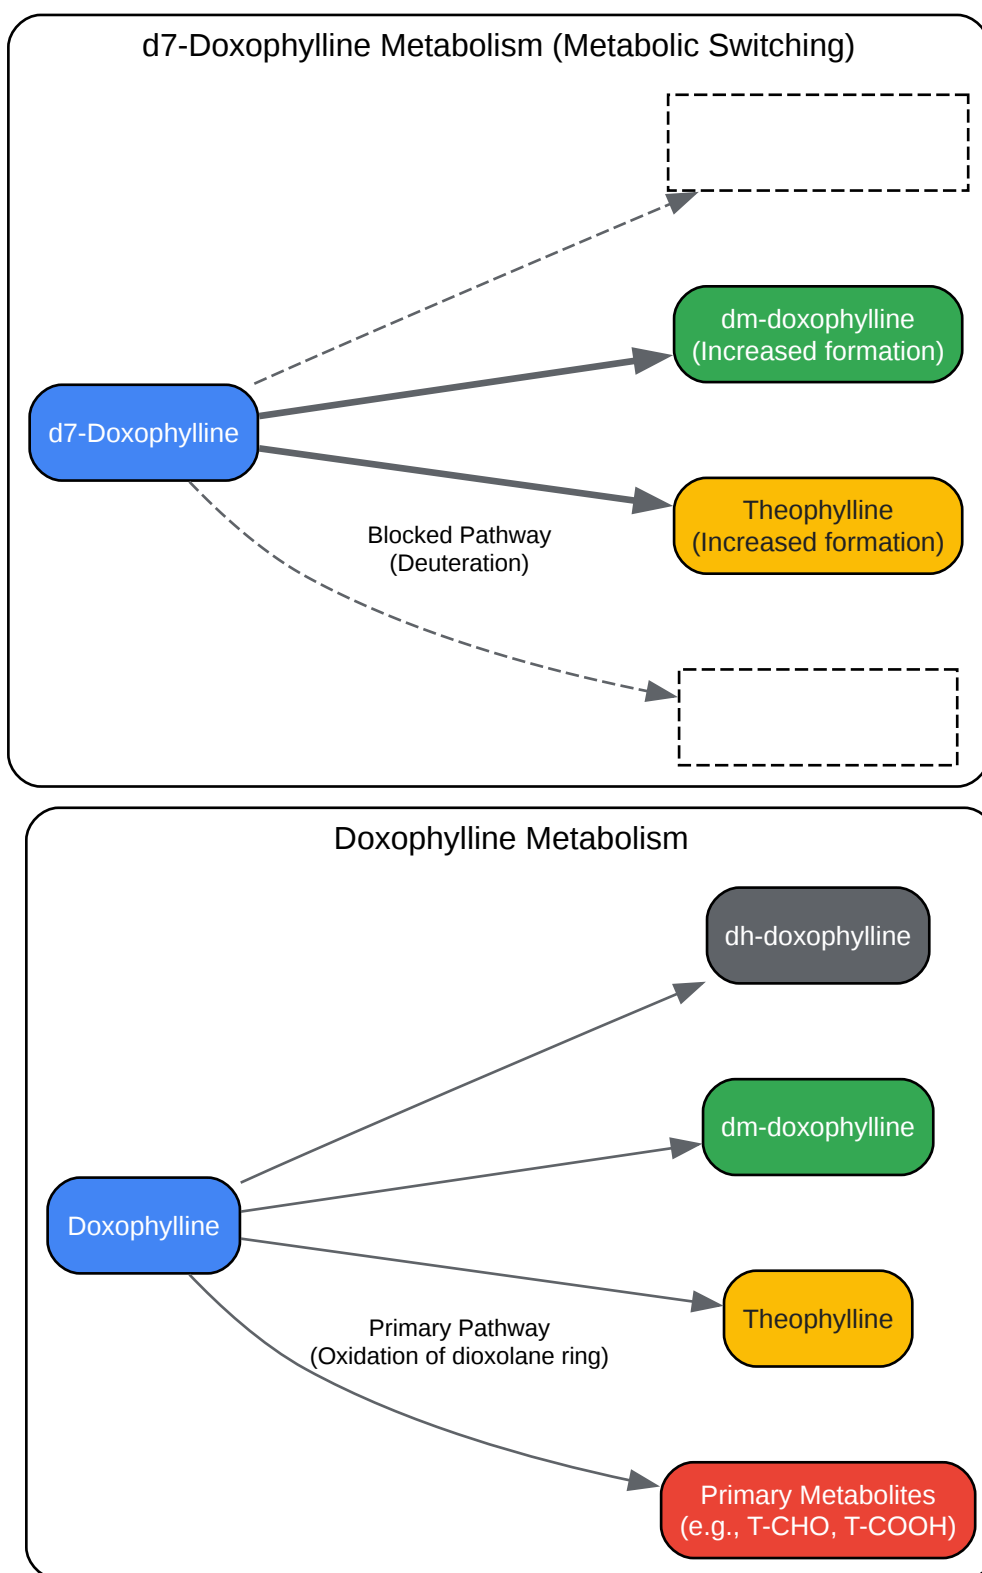 d7-Doxophylline Metabolism (Metabolic Switching)
dm-doxophylline
(Increased formation)
d7-Doxophylline
Theophylline
(Increased formation)
Blocked Pathway
(Deuteration)
Doxophylline Metabolism
dh-doxophylline
dm-doxophylline
Doxophylline
Theophylline
Primary Pathway
(Oxidation of dioxolane ring)
Primary Metabolites
(e.g., T-CHO, T-COOH)